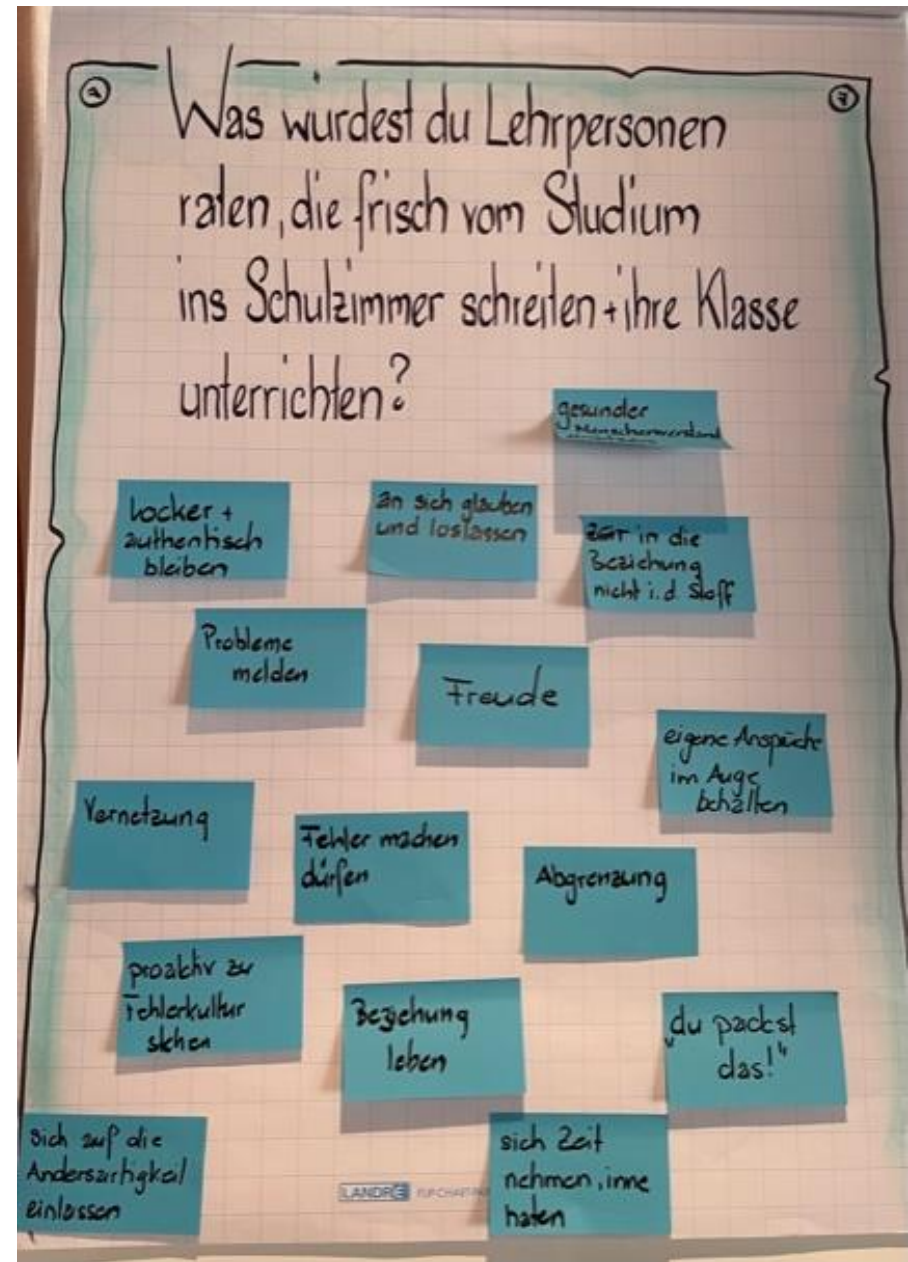 Was würdest du Lehrpersonen
raten, die frisch vom Studium
ins Schulzimmer schreiten + ihre Klasse
unterrichten?
gesunder
Menschenverstand
locker +
authentisch
bleiben
an sich glauben
und loslassen
Zeit in die
Beziehung
nicht i.d. Stoff
Probleme
melden
Freude
eigene Ansprüche
im Auge
behalten
Vernetzung
Fehler machen
dürfen
Abgrenzung
proaktiv zu
Fehlerkultur
stehen
Beziehung
leben
„du packst
das!“
sich auf die
Andersartigkeit
einlassen
sich Zeit
nehmen, inne
halten
LANDRÉ